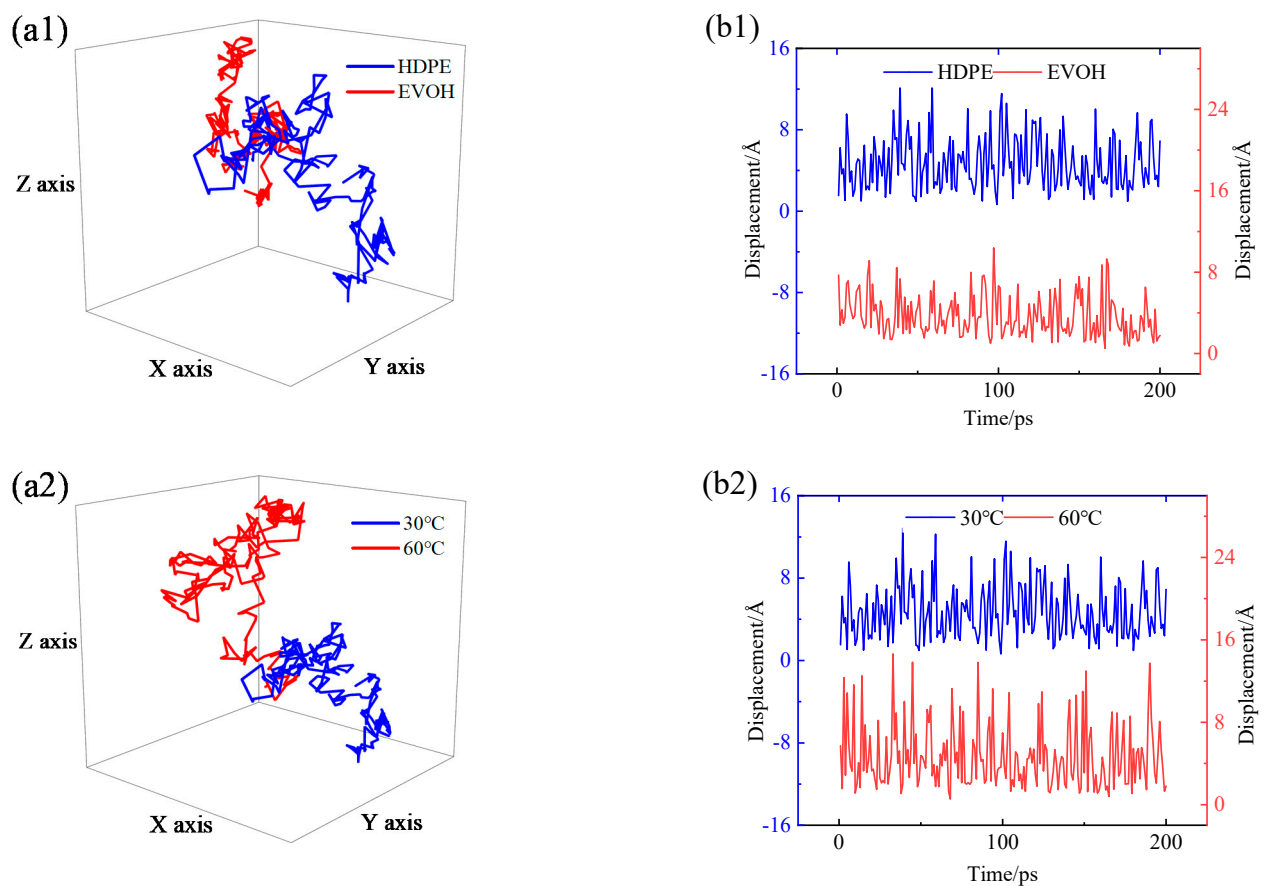 (a1)
HDPE
EVOH
Z axis
X axis
Y axis
(b1)
HDPE
EVOH
16
8
0
-8
-16
Displacement/Å
24
16
8
0
Displacement/Å
0
100
200
Time/ps
(a2)
30℃
60℃
Z axis
X axis
Y axis
(b2)
30℃
60℃
16
8
0
-8
-16
Displacement/Å
24
16
8
0
Displacement/Å
0
100
200
Time/ps